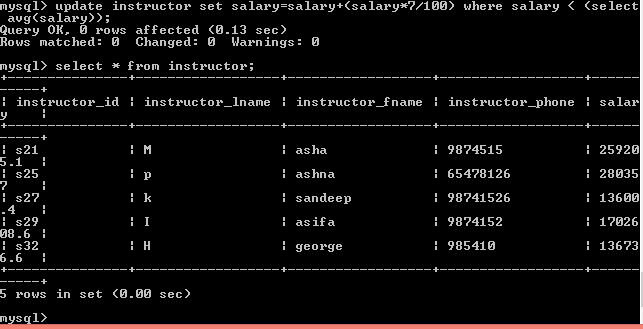 mysql> update instructor set salary=salary+(salary*7/100) where salary < (select
 avg(salary));
Query OK, 0 rows affected (0.13 sec)
Rows matched: 0  Changed: 0  Warnings: 0
mysql> select * from instructor;
+---------------+------------------+------------------+------------------+------
-----+
| instructor_id | instructor_lname | instructor_fname | instructor_phone | salar
y    |
+---------------+------------------+------------------+------------------+------
-----+
| s21           | M                | asha             | 9874515          | 25920
5.1  |
| s25           | p                | ashna            | 65478126         | 28035
7    |
| s27           | k                | sandeep          | 98741526         | 13600
.4   |
| s29           | I                | asifa            | 9874152          | 17026
08.6 |
| s32           | H                | george           | 985410           | 13673
6.6  |
+---------------+------------------+------------------+------------------+------
-----+
5 rows in set (0.00 sec)
mysql>